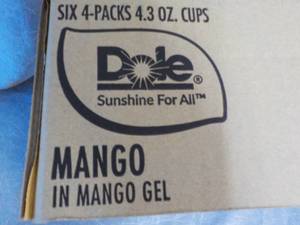 SIX 4-PACKS 4.3 OZ. CUPS
Dole®
Sunshine For All™
MANGO
IN MANGO GEL